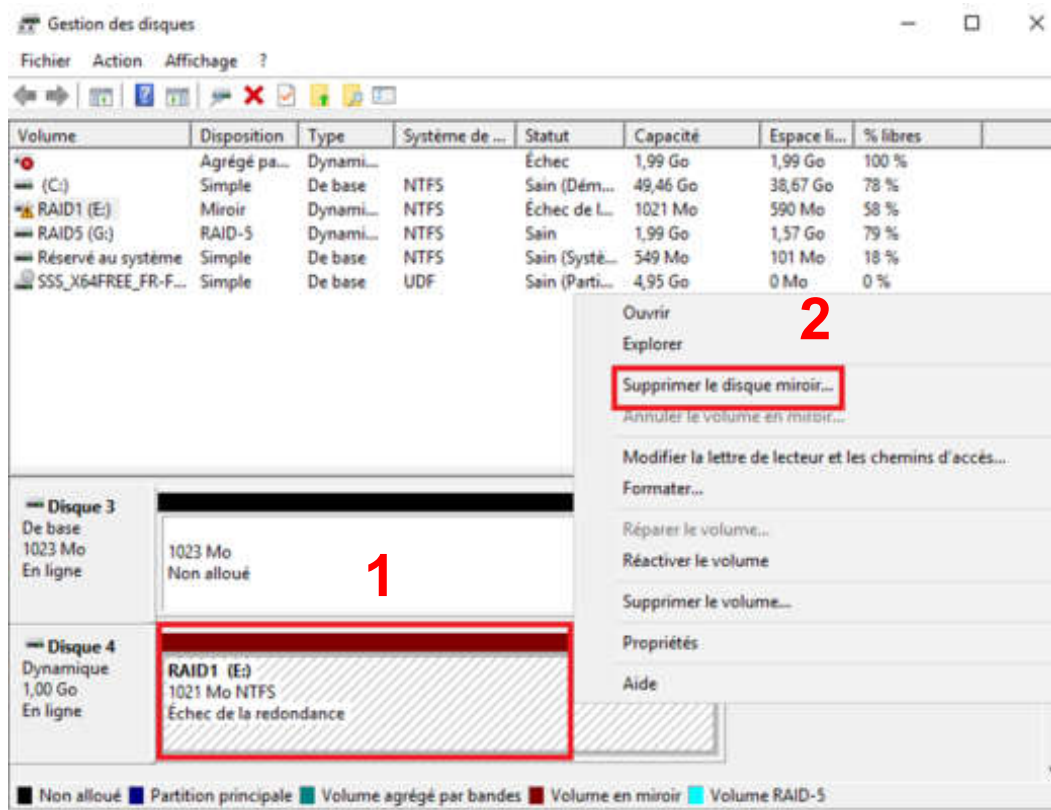 Gestion des disques
Fichier Action Affichage ?
Volume Disposition Type Système de ... Statut Capacité Espace li... % libres
Agrégé pa... Dynami... Échec 1,99 Go 1,99 Go 100 %
(C:) Simple De base NTFS Sain (Dém... 49,46 Go 38,67 Go 78 %
RAID1 (E:) Miroir Dynami... NTFS Échec de l... 1021 Mo 590 Mo 58 %
RAID5 (G:) RAID-5 Dynami... NTFS Sain 1,99 Go 1,57 Go 79 %
Réservé au système Simple De base NTFS Sain (Systè... 549 Mo 101 Mo 18 %
SSS_X64FREE_FR-F... Simple De base UDF Sain (Parti... 4,95 Go 0 Mo 0 %
2
Ouvrir
Explorer
Supprimer le disque miroir...
Annuler le volume en miroir...
Modifier la lettre de lecteur et les chemins d'accès...
Formater...
Réparer le volume...
Réactiver le volume
Supprimer le volume...
Propriétés
Aide
Disque 3
De base
1023 Mo
En ligne
1023 Mo
Non alloué
1
Disque 4
Dynamique
1,00 Go
En ligne
RAID1 (E:)
1021 Mo NTFS
Échec de la redondance
Non alloué Partition principale Volume agrégé par bandes Volume en miroir Volume RAID-5